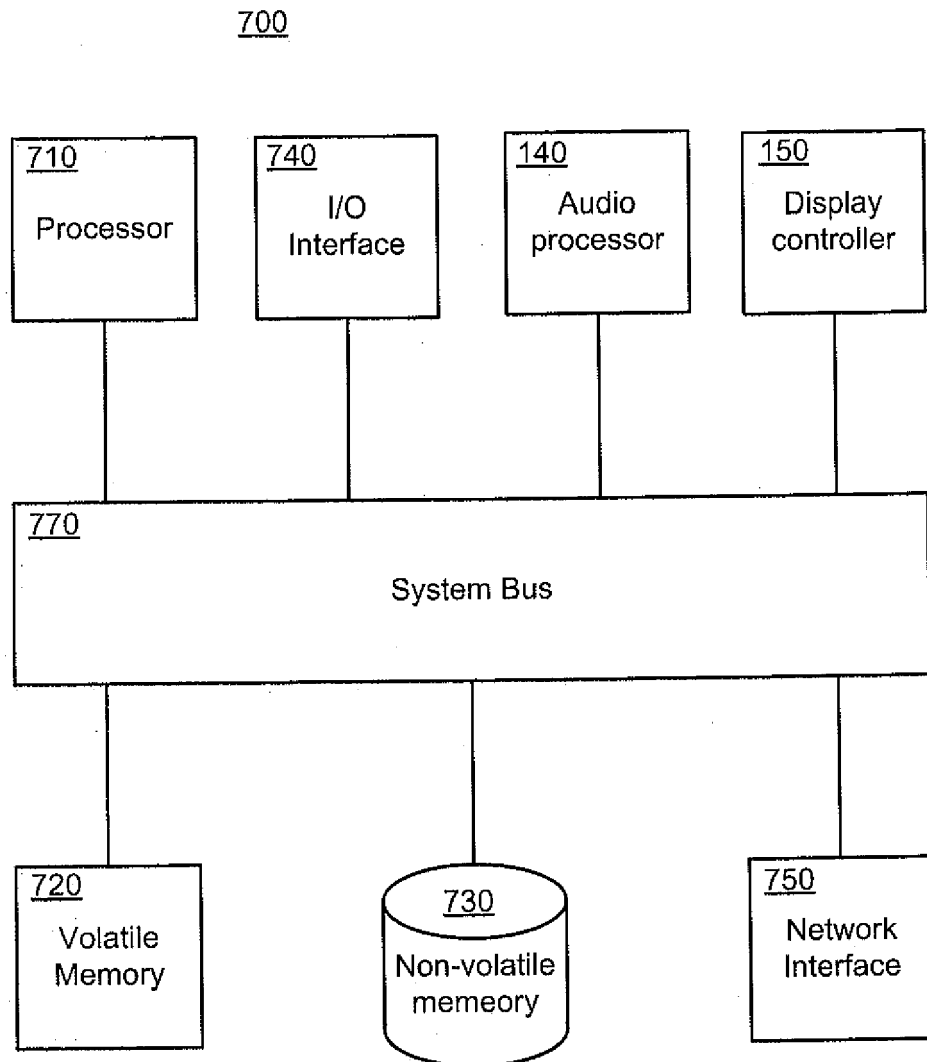 700
710
Processor
740
I/O
Interface
140
Audio
processor
150
Display
controller
770
System Bus
720
Volatile
Memory
730
Non-volatile
memeory
750
Network
Interface